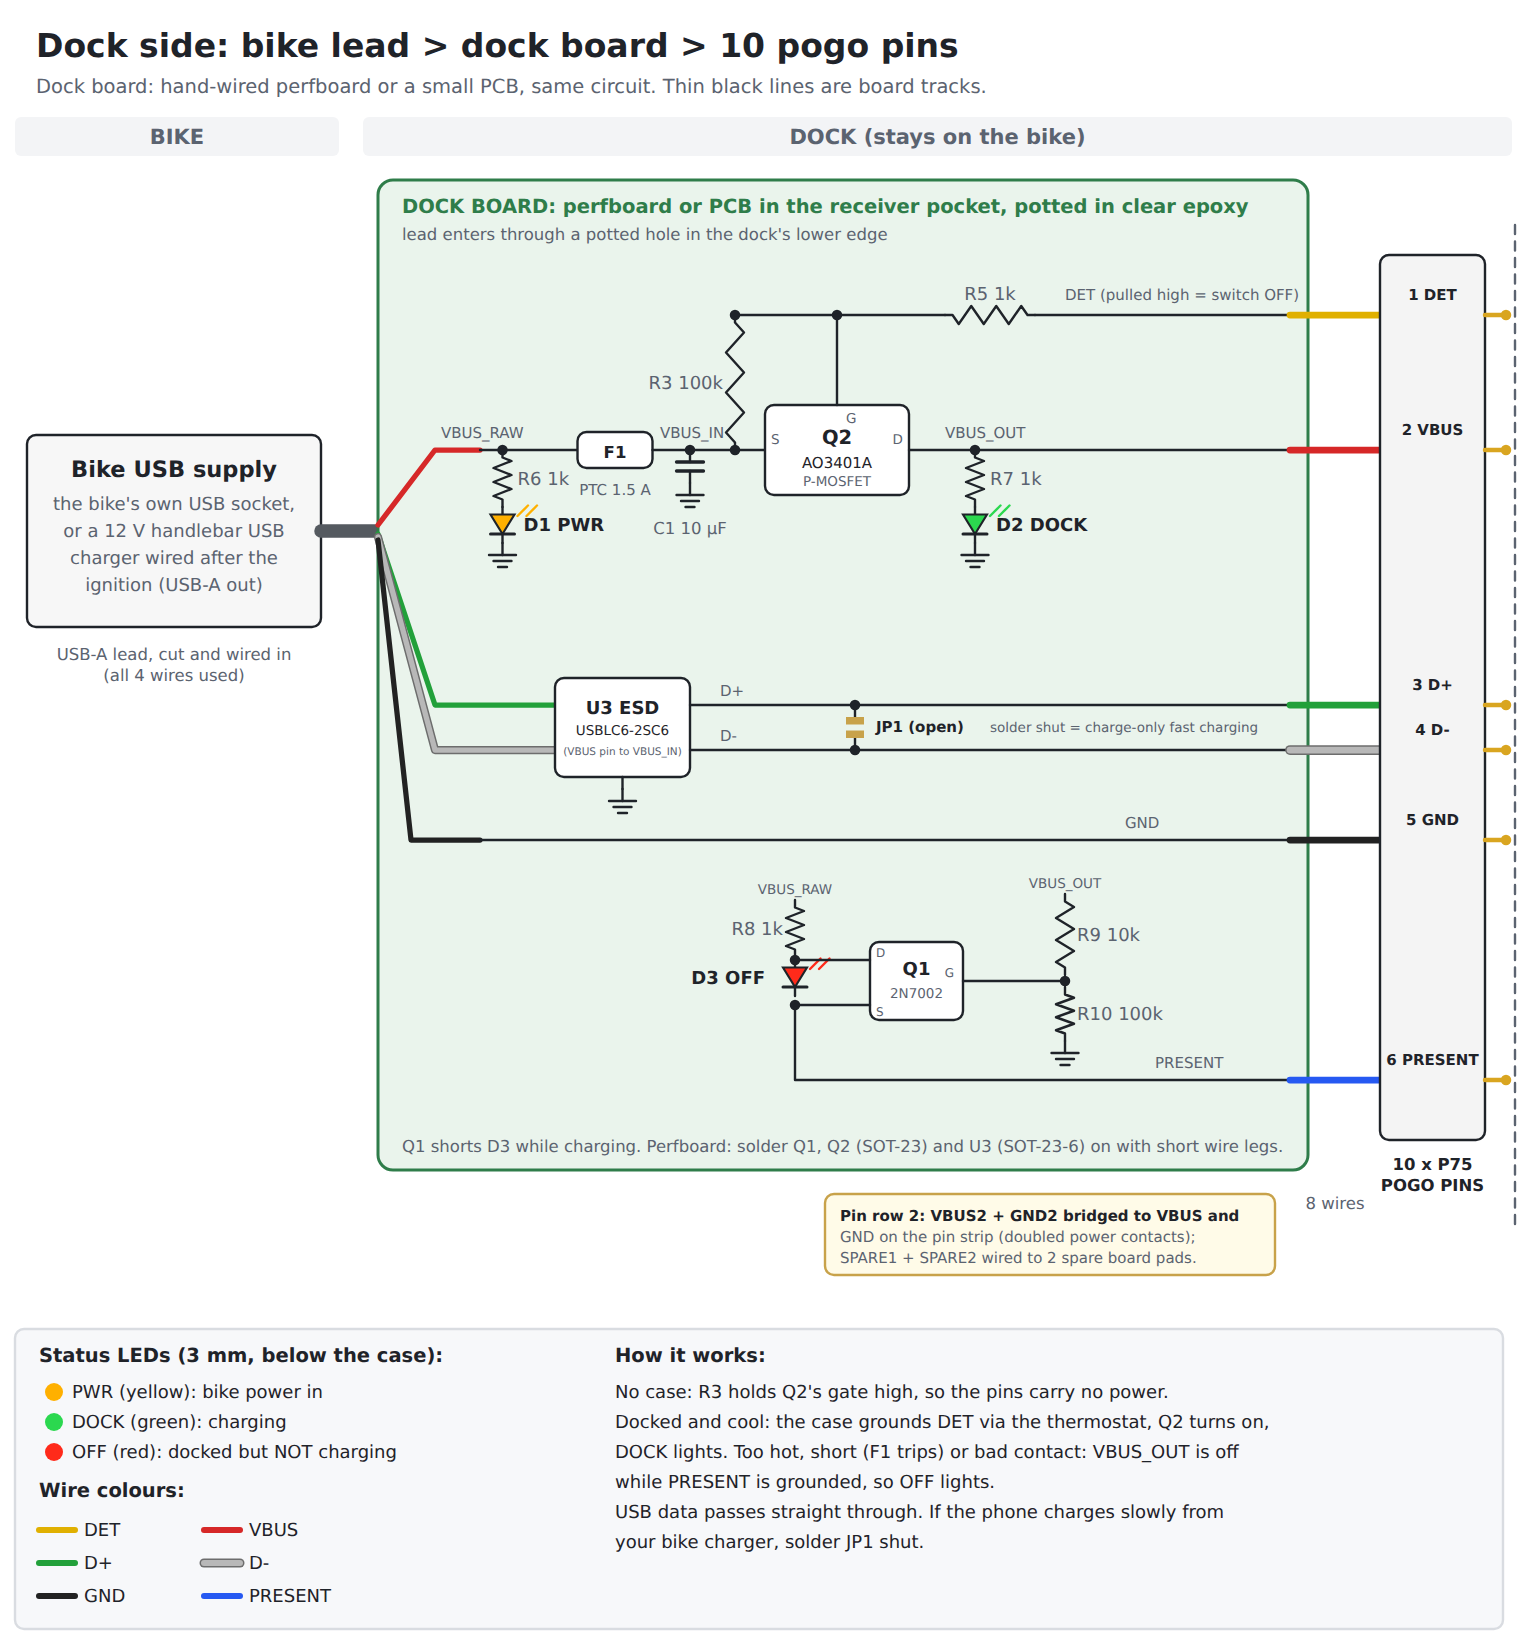 Dock side: bike lead > dock board > 10 pogo pins
Dock board: hand-wired perfboard or a small PCB, same circuit. Thin black lines are board tracks.
BIKE
DOCK (stays on the bike)
DOCK BOARD: perfboard or PCB in the receiver pocket, potted in clear epoxy
lead enters through a potted hole in the dock's lower edge
R5 1k
DET (pulled high = switch OFF)
1 DET
R3 100k
VBUS_RAW
F1
PTC 1.5 A
VBUS_IN
G
S
Q2
D
AO3401A
P-MOSFET
VBUS_OUT
2 VBUS
R6 1k
D1 PWR
C1 10 µF
R7 1k
D2 DOCK
Bike USB supply
the bike's own USB socket,
or a 12 V handlebar USB
charger wired after the
ignition (USB-A out)
USB-A lead, cut and wired in
(all 4 wires used)
U3 ESD
USBLC6-2SC6
(VBUS pin to VBUS_IN)
D+
D-
JP1 (open)
solder shut = charge-only fast charging
3 D+
4 D-
GND
5 GND
VBUS_RAW
R8 1k
D3 OFF
D
Q1
G
2N7002
S
VBUS_OUT
R9 10k
R10 100k
PRESENT
6 PRESENT
Q1 shorts D3 while charging. Perfboard: solder Q1, Q2 (SOT-23) and U3 (SOT-23-6) on with short wire legs.
10 x P75
POGO PINS
8 wires
Pin row 2: VBUS2 + GND2 bridged to VBUS and
GND on the pin strip (doubled power contacts);
SPARE1 + SPARE2 wired to 2 spare board pads.
Status LEDs (3 mm, below the case):
PWR (yellow): bike power in
DOCK (green): charging
OFF (red): docked but NOT charging
Wire colours:
DET
VBUS
D+
D-
GND
PRESENT
How it works:
No case: R3 holds Q2's gate high, so the pins carry no power.
Docked and cool: the case grounds DET via the thermostat, Q2 turns on,
DOCK lights. Too hot, short (F1 trips) or bad contact: VBUS_OUT is off
while PRESENT is grounded, so OFF lights.
USB data passes straight through. If the phone charges slowly from
your bike charger, solder JP1 shut.